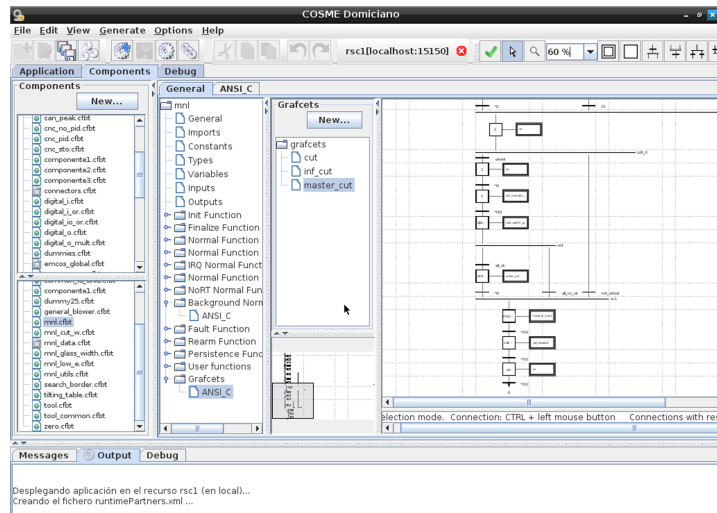 COSME Domiciano
File Edit View Generate Options Help
rsc1[localhost:15150]
60 %
Application Components Debug
Components
New...
can_peak.cfbt
cnc_no_pid.cfbt
cnc_pid.cfbt
cnc_sto.cfbt
componente1.cfbt
componente2.cfbt
componente3.cfbt
connectors.cfbt
digital_i.cfbt
digital_i_or.cfbt
digital_io_or.cfbt
digital_o.cfbt
digital_o_mult.cfbt
dummies.cfbt
emcos_global.cfbt
componente1.cfbt
dummy25.cfbt
general_blower.cfbt
mnl.cfbt
mnl_cut_w.cfbt
mnl_data.cfbt
mnl_glass_width.cfbt
mnl_low_e.cfbt
mnl_utils.cfbt
search_border.cfbt
tilting_table.cfbt
tool.cfbt
tool_common.cfbt
zero.cfbt
General ANSI_C
mnl
General
Imports
Constants
Types
Variables
Inputs
Outputs
Init Function
Finalize Function
Normal Function
Normal Function
IRQ Normal Funct
Normal Function
NoRT Normal Fun
Background Norn
ANSI_C
Fault Function
Rearm Function
Persistence Func
User functions
Grafcets
ANSI_C
Grafcets
New...
grafcets
cut
inf_cut
master_cut
election mode. Connection: CTRL + left mouse button Connections with re
Messages Output Debug
Desplegando aplicación en el recurso rsc1 (en local)...
Creando el fichero runtimePartners.xml ...